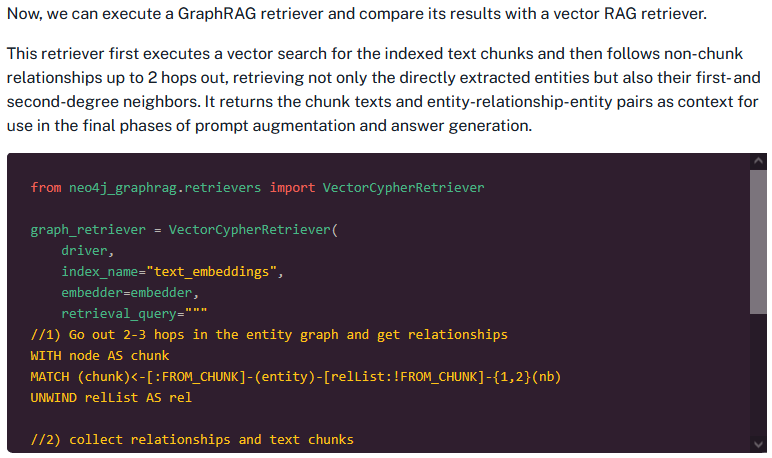 Now, we can execute a GraphRAG retriever and compare its results with a vector RAG retriever.
This retriever first executes a vector search for the indexed text chunks and then follows non-chunk
relationships up to 2 hops out, retrieving not only the directly extracted entities but also their first- and
second-degree neighbors. It returns the chunk texts and entity-relationship-entity pairs as context for
use in the final phases of prompt augmentation and answer generation.
from neo4j_graphrag.retrievers import VectorCypherRetriever
graph_retriever = VectorCypherRetriever(
    driver,
    index_name="text_embeddings",
    embedder=embedder,
    retrieval_query="""
//1) Go out 2-3 hops in the entity graph and get relationships
WITH node AS chunk
MATCH (chunk)<-[:FROM_CHUNK]-(entity)-[relList:!FROM_CHUNK]-{1,2}(nb)
UNWIND relList AS rel
//2) collect relationships and text chunks